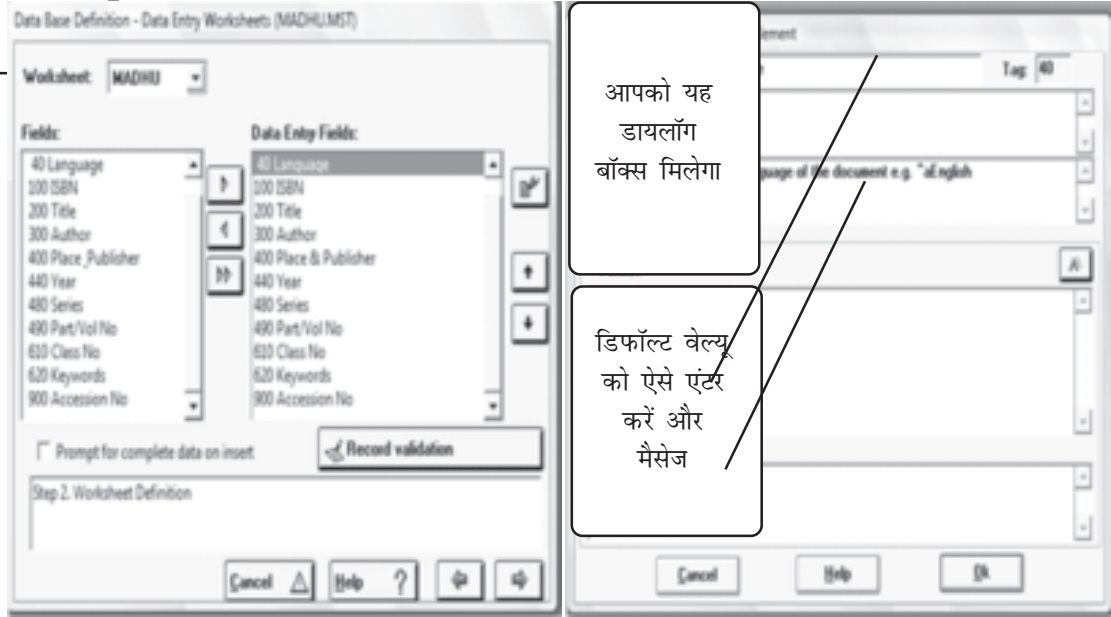 Data Base Definition - Data Entry Worksheets (MADHU.MST)
Worksheet: MADHU
Fields:
40 Language
100 ISBN
200 Title
300 Author
400 Place_Publisher
440 Year
480 Series
490 Part/Vol No
610 Class No
620 Keywords
900 Accession No
Data Entry Fields:
40 Language
100 ISBN
200 Title
300 Author
400 Place & Publisher
440 Year
480 Series
490 Part/Vol No
610 Class No
620 Keywords
900 Accession No
Prompt for complete data on insert
Record validation
Step 2. Worksheet Definition
Cancel
Help ?
आपको यह
डायलॉग
बॉक्स मिलेगा
डिफॉल्ट वेल्यू
को ऐसे एंटर
करें और
मैसेज
Tag: 40
of the document e.g. ^aEnglish
Cancel
Help
Ok